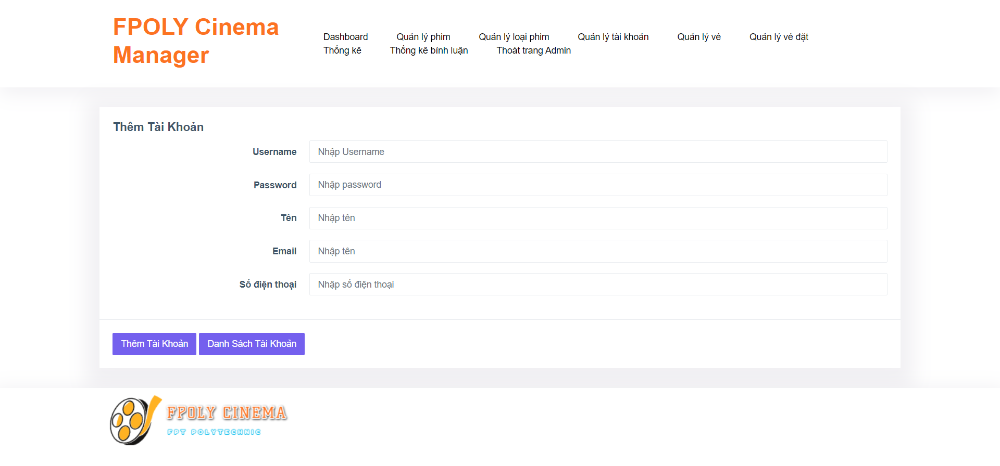 FPOLY Cinema
Manager
Dashboard Quản lý phim Quản lý loại phim Quản lý tài khoản Quản lý vé Quản lý vé đặt
Thống kê Thống kê bình luận Thoát trang Admin
Thêm Tài Khoản
Username Nhập Username
Password Nhập password
Tên Nhập tên
Email Nhập tên
Số điện thoại Nhập số điện thoại
Thêm Tài Khoản Danh Sách Tài Khoản
FPOLY CINEMA
FPT POLYTECHNIC